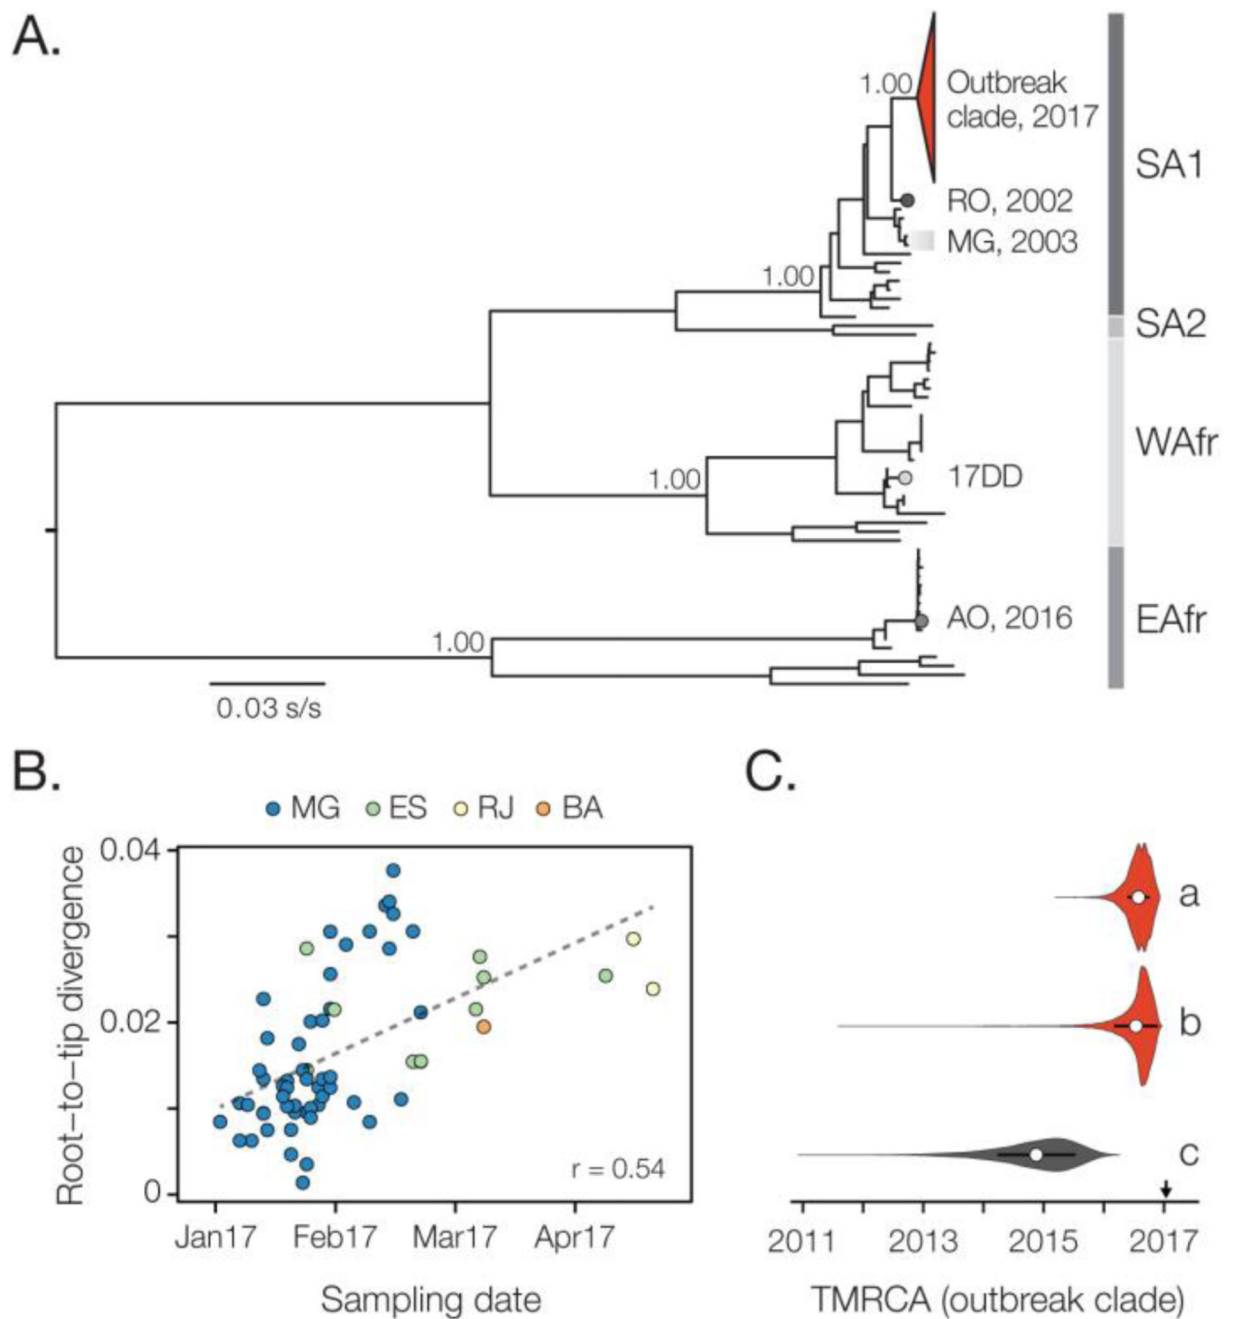 A.
1.00
Outbreak
clade, 2017
SA1
RO, 2002
MG, 2003
1.00
SA2
WAfr
1.00
17DD
AO, 2016
EAfr
1.00
0.03 s/s
B.
MG ES RJ BA
Root-to-tip divergence
0.04
0.02
0
r = 0.54
Jan17 Feb17 Mar17 Apr17
Sampling date
C.
a
b
c
2011 2013 2015 2017
TMRCA (outbreak clade)